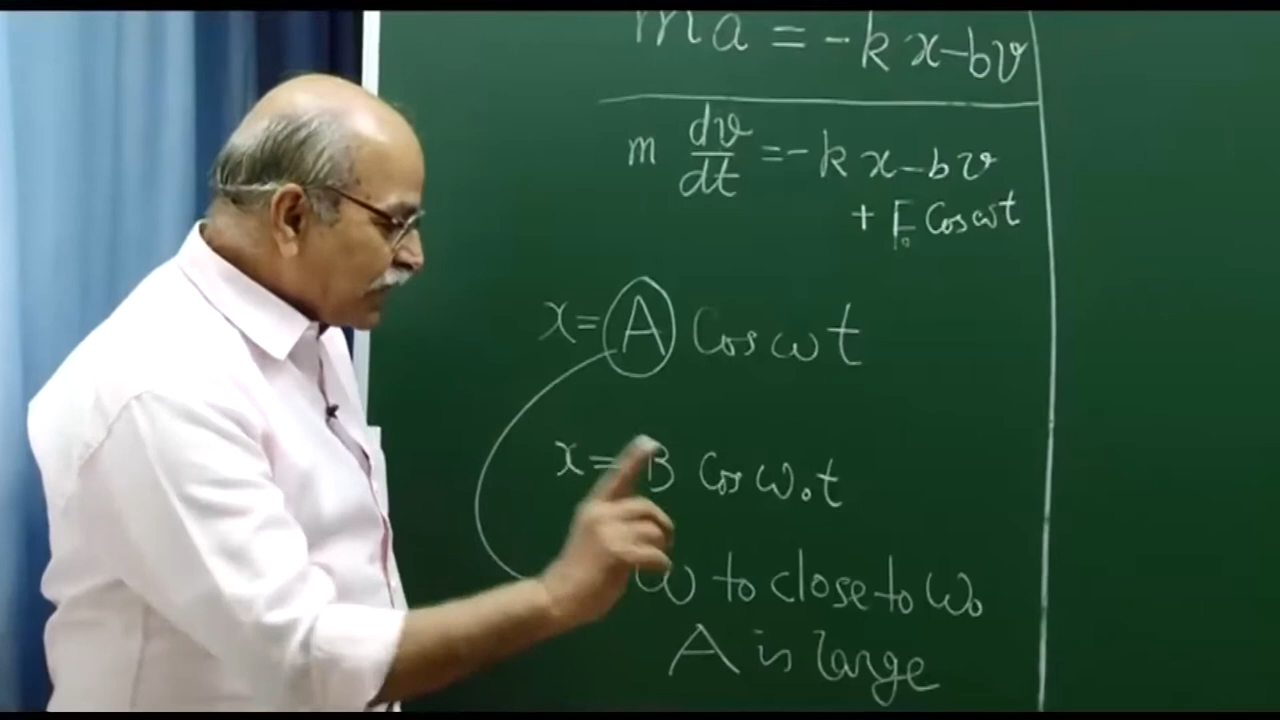 ma = -kx-bv
m dv/dt = -kx-bv
+ F₀ Cos ωt
x = A Cos ω t
x = B Cos ω₀t
ω to close to ω₀
A is large